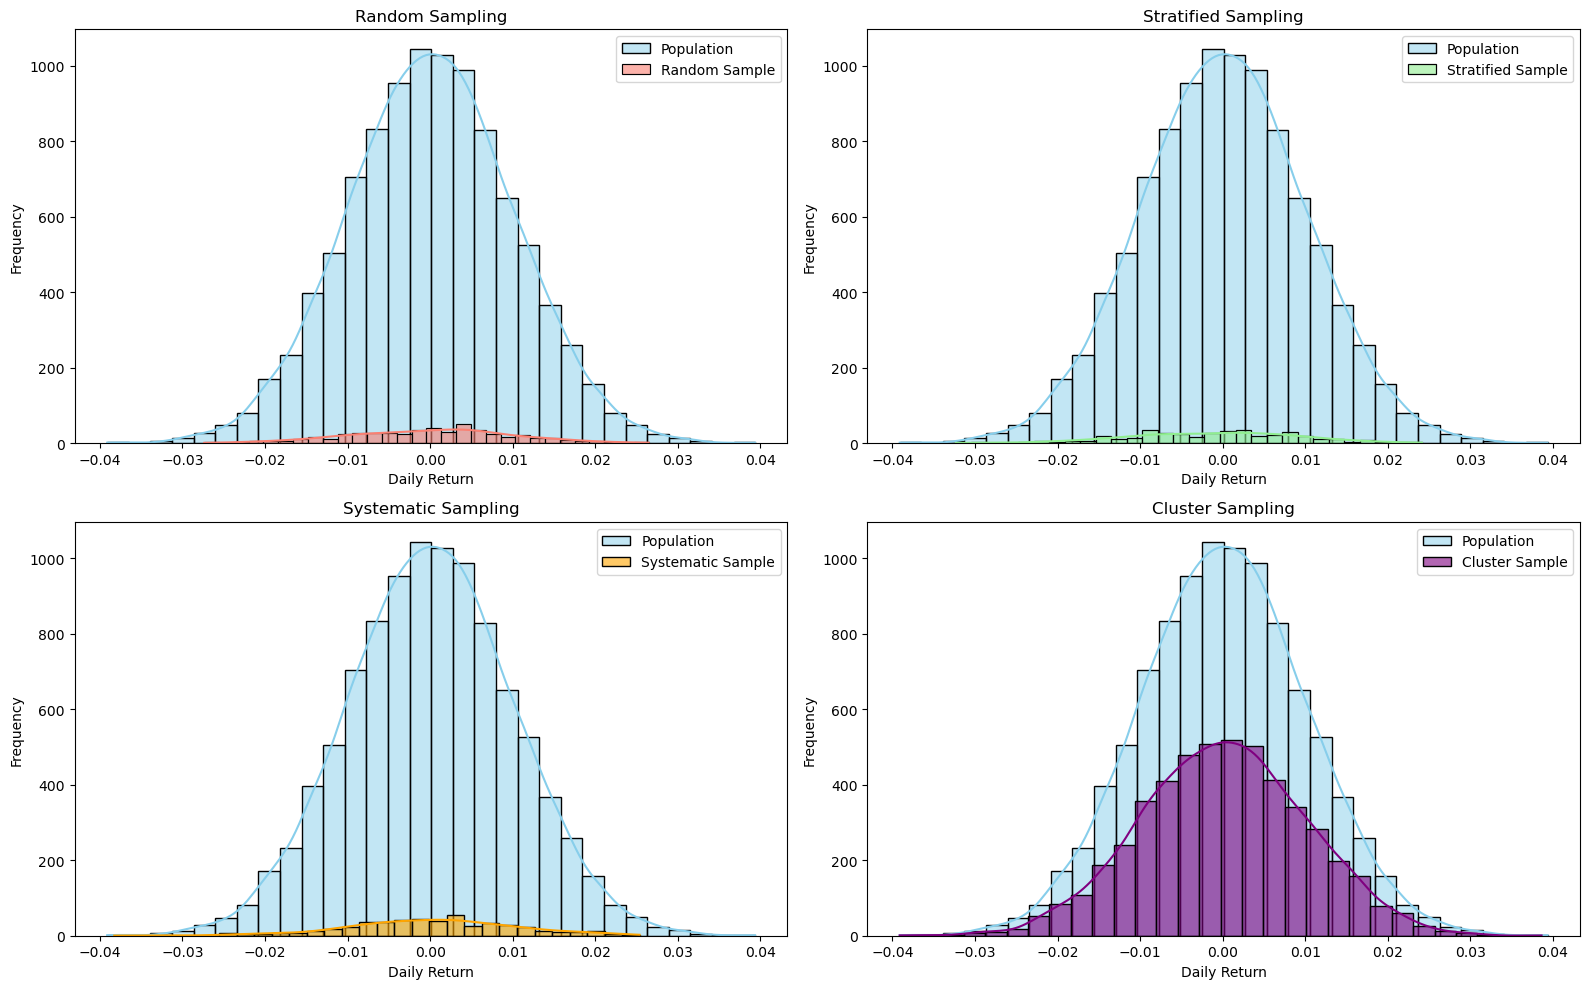 Random Sampling
Population
Random Sample
Frequency
1000
800
600
400
200
0
−0.04 −0.03 −0.02 −0.01 0.00 0.01 0.02 0.03 0.04
Daily Return
Stratified Sampling
Population
Stratified Sample
Frequency
1000
800
600
400
200
0
−0.04 −0.03 −0.02 −0.01 0.00 0.01 0.02 0.03 0.04
Daily Return
Systematic Sampling
Population
Systematic Sample
Frequency
1000
800
600
400
200
0
−0.04 −0.03 −0.02 −0.01 0.00 0.01 0.02 0.03 0.04
Daily Return
Cluster Sampling
Population
Cluster Sample
Frequency
1000
800
600
400
200
0
−0.04 −0.03 −0.02 −0.01 0.00 0.01 0.02 0.03 0.04
Daily Return